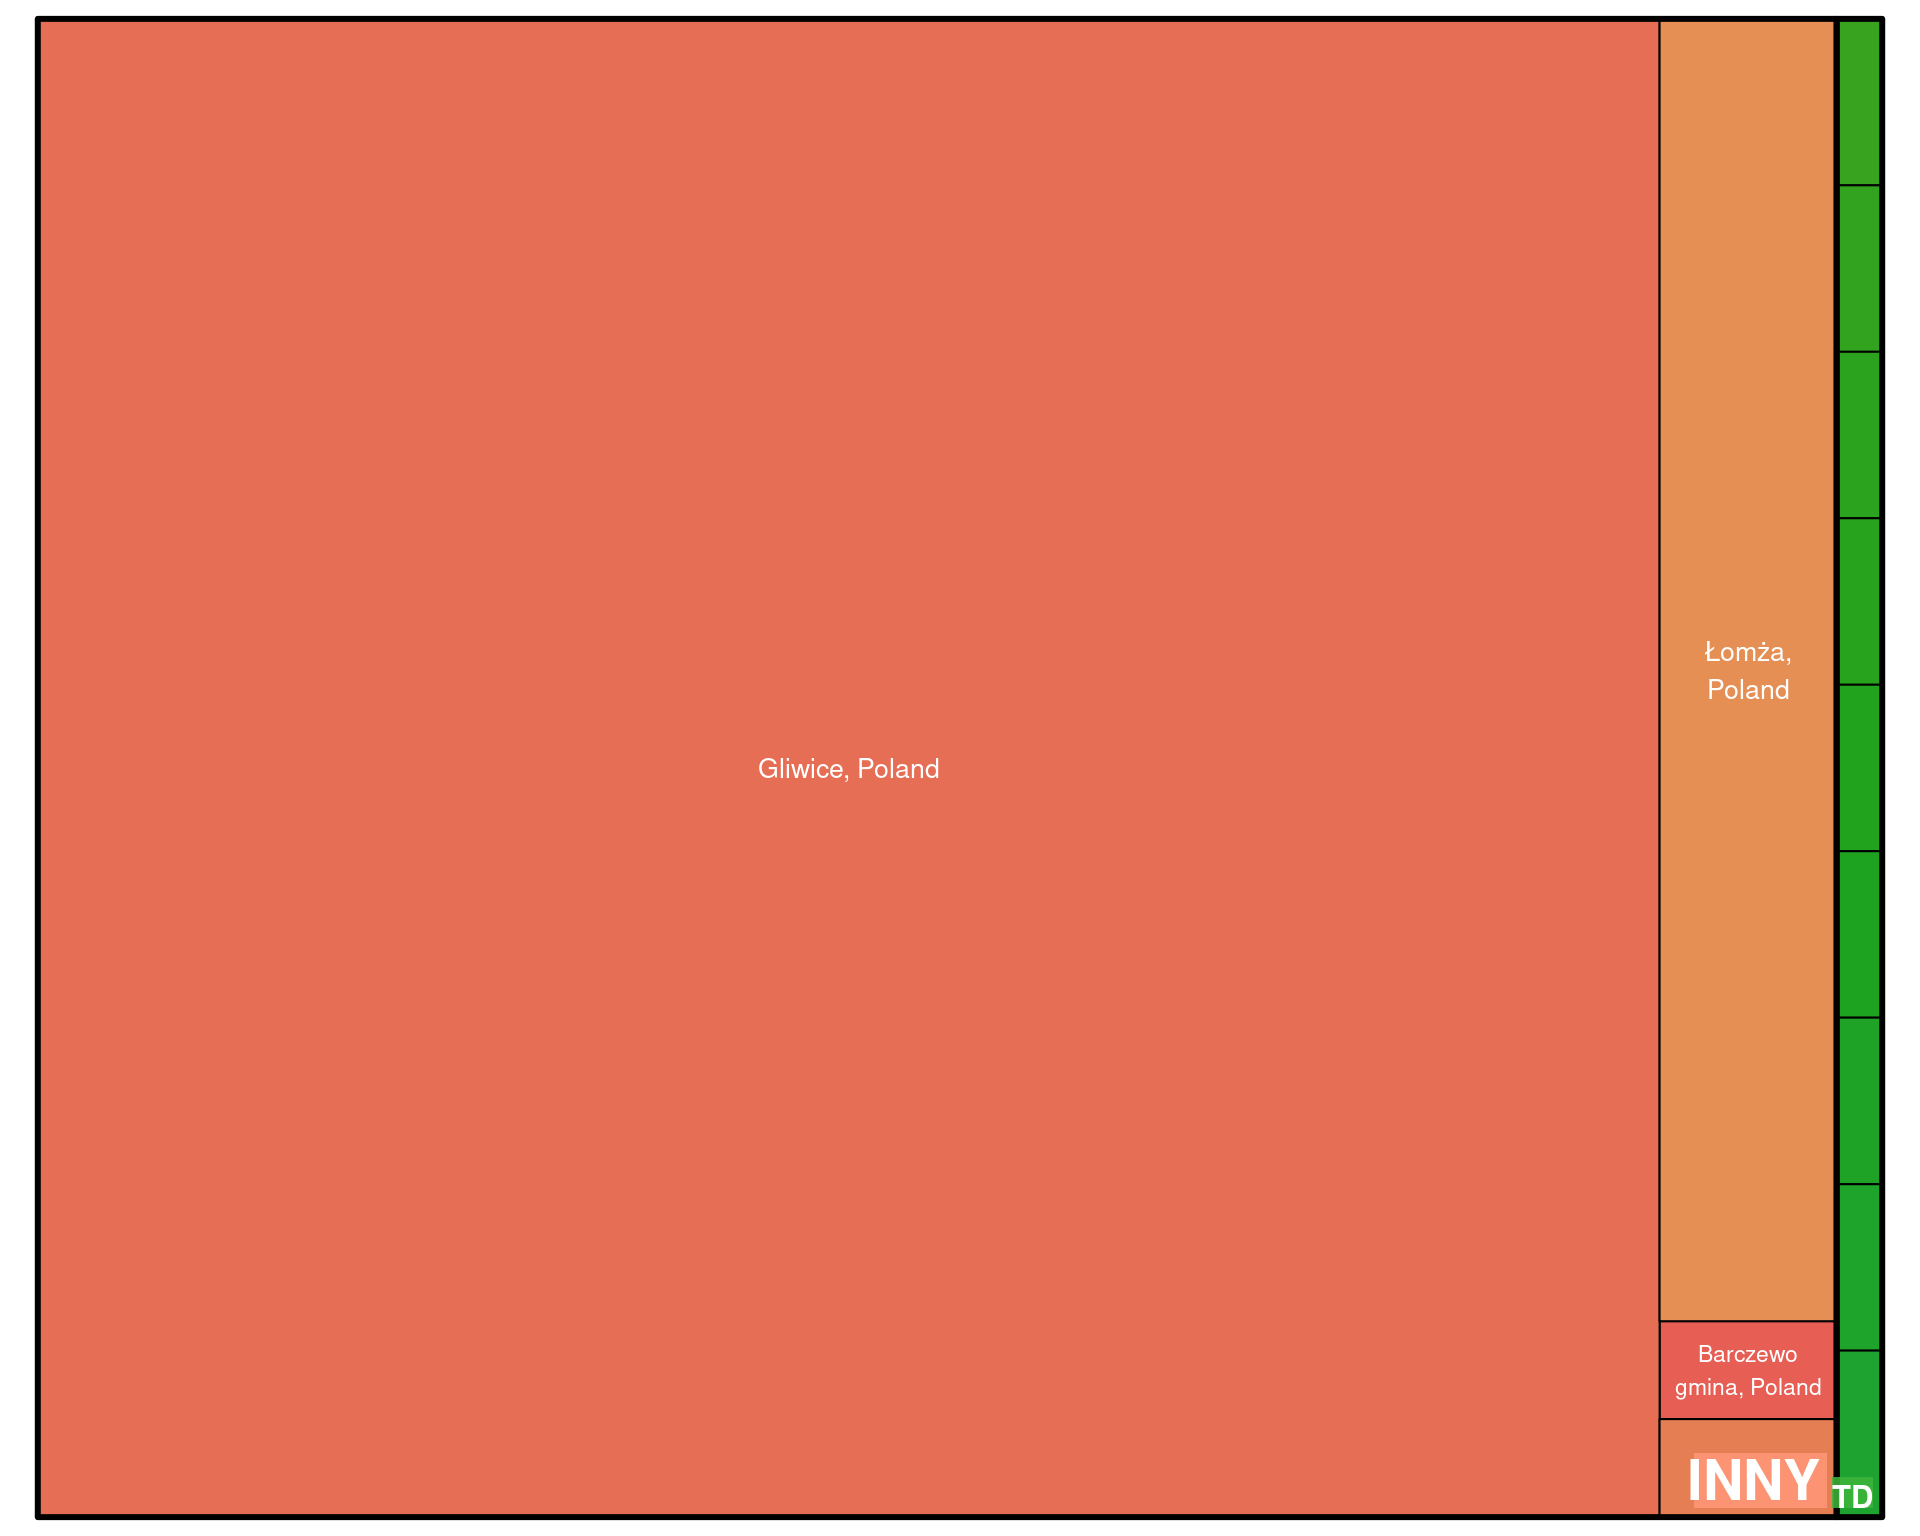 Gliwice, Poland
Łomża,
Poland
Barczewo
gmina, Poland
INNY
TD